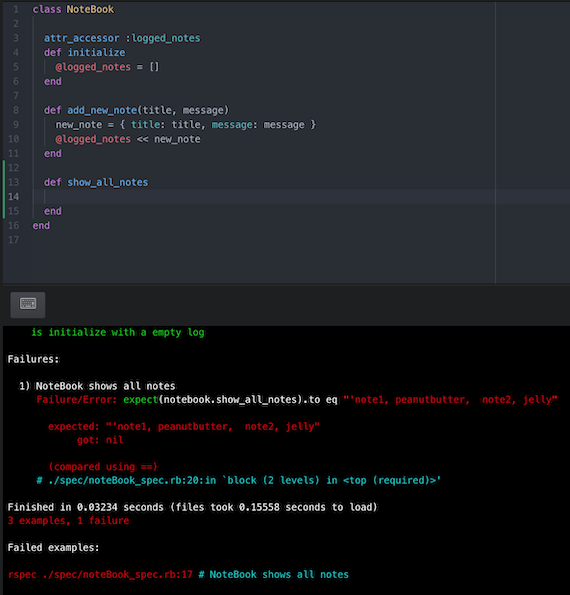 1 class NoteBook
2
3 attr_accessor :logged_notes
4 def initialize
5 @logged_notes = []
6 end
7
8 def add_new_note(title, message)
9 new_note = { title: title, message: message }
10 @logged_notes << new_note
11 end
12
13 def show_all_notes
14
15 end
16 end
17
is initialize with a empty log
Failures:
1) NoteBook shows all notes
Failure/Error: expect(notebook.show_all_notes).to eq "'note1, peanutbutter,  note2, jelly"
expected: "'note1, peanutbutter,  note2, jelly"
got: nil
(compared using ==)
# ./spec/noteBook_spec.rb:20:in `block (2 levels) in <top (required)>'
Finished in 0.03234 seconds (files took 0.15558 seconds to load)
3 examples, 1 failure
Failed examples:
rspec ./spec/noteBook_spec.rb:17 # NoteBook shows all notes